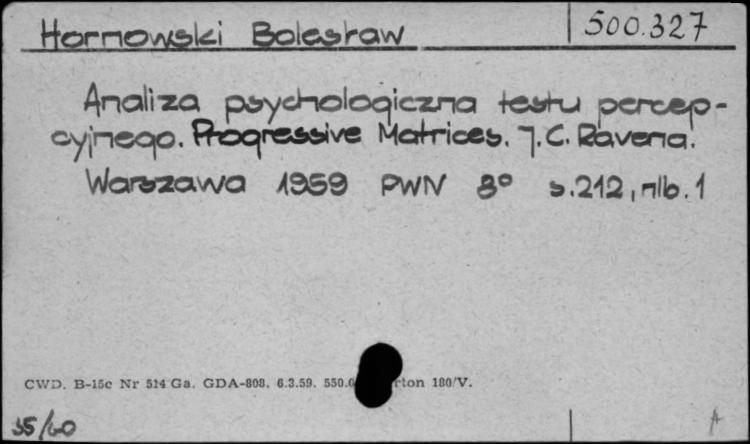 Hornowski Bolesław 500.327
Analiza psychologiczna testu percep-
cyjnego. Progressive Matrices. J. C. Ravena.
Warszawa 1959 PWN 8° s.212, nlb. 1
CWD. B-15c Nr 514 Ga. GDA-808. 6.3.59. 550.0 rton 180/V.
35/60 A